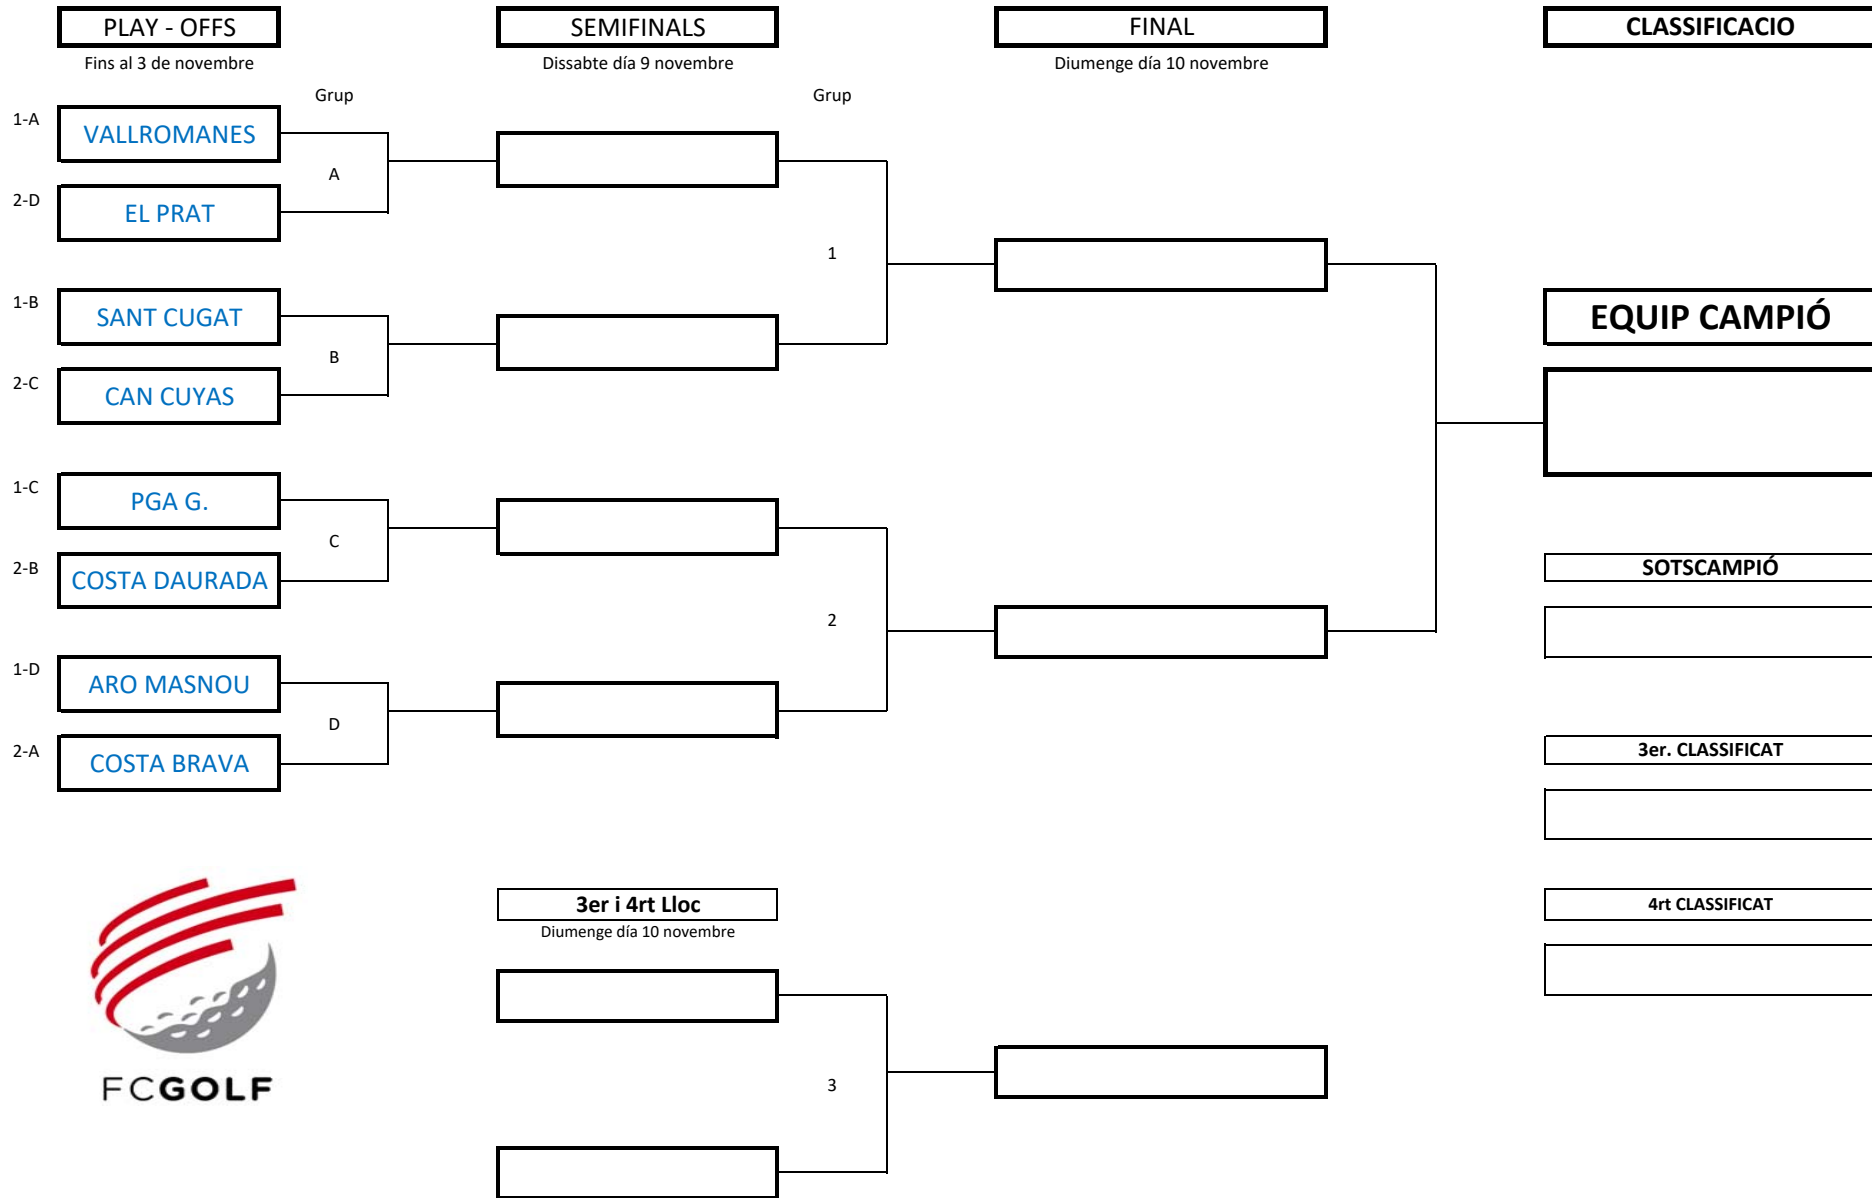 PLAY - OFFS
SEMIFINALS
FINAL
CLASSIFICACIO
Fins al 3 de novembre
Dissabte día 9 novembre
Diumenge día 10 novembre
Grup
Grup
1-A
VALLROMANES
A
2-D
EL PRAT
1
1-B
SANT CUGAT
EQUIP CAMPIÓ
B
2-C
CAN CUYAS
1-C
PGA G.
C
2-B
COSTA DAURADA
SOTSCAMPIÓ
2
1-D
ARO MASNOU
D
2-A
COSTA BRAVA
3er. CLASSIFICAT
3er i 4rt Lloc
4rt CLASSIFICAT
Diumenge día 10 novembre
FCGOLF
3